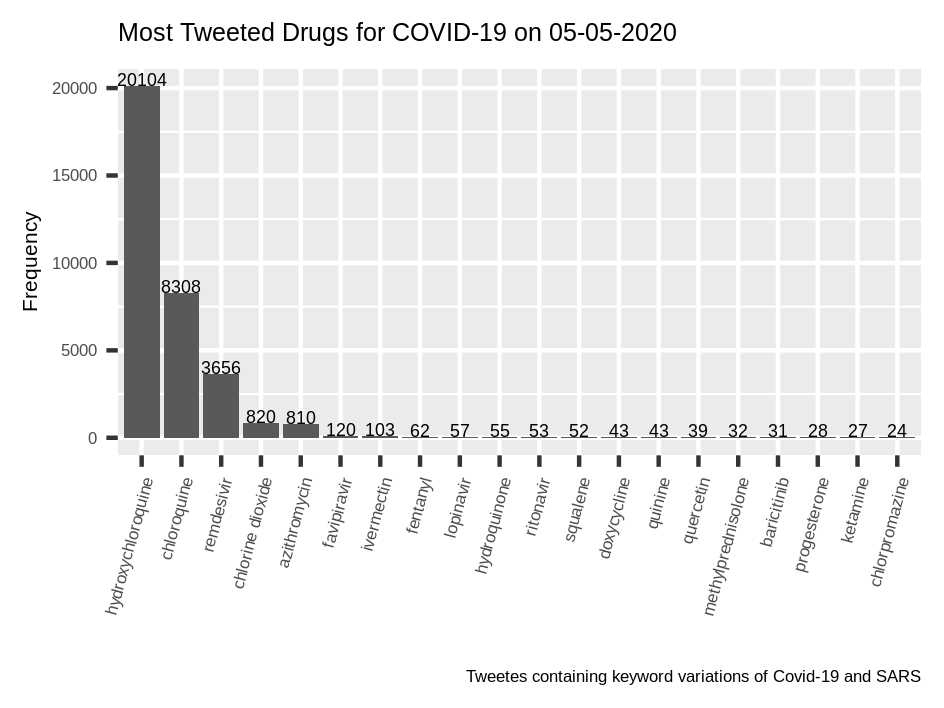 Most Tweeted Drugs for COVID-19 on 05-05-2020
Frequency
20000
15000
10000
5000
0
20104
8308
3656
820
810
120
103
62
57
55
53
52
43
43
39
32
31
28
27
24
hydroxychloroquine
chloroquine
remdesivir
chlorine dioxide
azithromycin
favipiravir
ivermectin
fentanyl
lopinavir
hydroquinone
ritonavir
squalene
doxycycline
quinine
quercetin
methylprednisolone
baricitinib
progesterone
ketamine
chlorpromazine
Tweetes containing keyword variations of Covid-19 and SARS